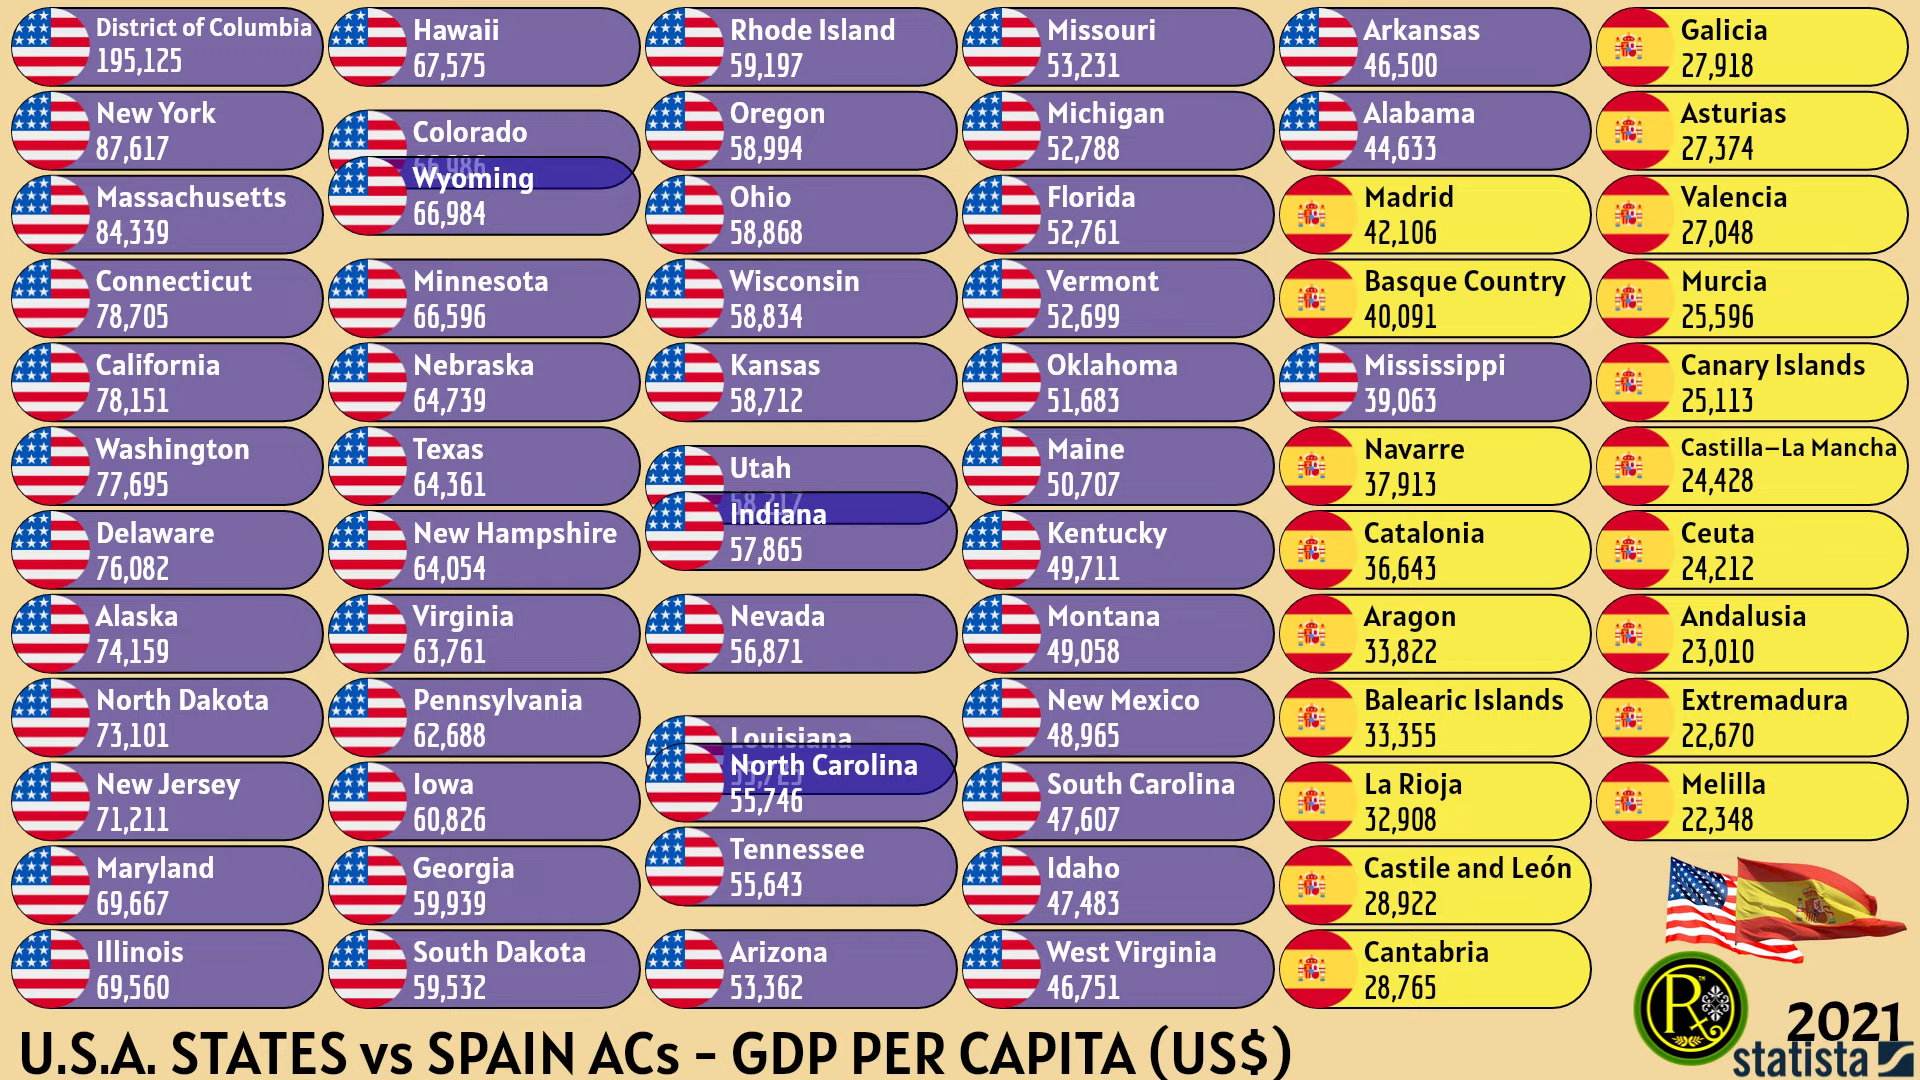 District of Columbia
195,125
New York
87,617
Massachusetts
84,339
Connecticut
78,705
California
78,151
Washington
77,695
Delaware
76,082
Alaska
74,159
North Dakota
73,101
New Jersey
71,211
Maryland
69,667
Illinois
69,560
Hawaii
67,575
Colorado
66,986
Wyoming
66,984
Minnesota
66,596
Nebraska
64,739
Texas
64,361
New Hampshire
64,054
Virginia
63,761
Pennsylvania
62,688
Iowa
60,826
Georgia
59,939
South Dakota
59,532
Rhode Island
59,197
Oregon
58,994
Ohio
58,868
Wisconsin
58,834
Kansas
58,712
Utah
58,217
Indiana
57,865
Nevada
56,871
Louisiana
North Carolina
55,746
Tennessee
55,643
Arizona
53,362
Missouri
53,231
Michigan
52,788
Florida
52,761
Vermont
52,699
Oklahoma
51,683
Maine
50,707
Kentucky
49,711
Montana
49,058
New Mexico
48,965
South Carolina
47,607
Idaho
47,483
West Virginia
46,751
Arkansas
46,500
Alabama
44,633
Madrid
42,106
Basque Country
40,091
Mississippi
39,063
Navarre
37,913
Catalonia
36,643
Aragon
33,822
Balearic Islands
33,355
La Rioja
32,908
Castile and León
28,922
Cantabria
28,765
Galicia
27,918
Asturias
27,374
Valencia
27,048
Murcia
25,596
Canary Islands
25,113
Castilla–La Mancha
24,428
Ceuta
24,212
Andalusia
23,010
Extremadura
22,670
Melilla
22,348
Rx
2021
statista
U.S.A. STATES vs SPAIN ACs - GDP PER CAPITA (US$)